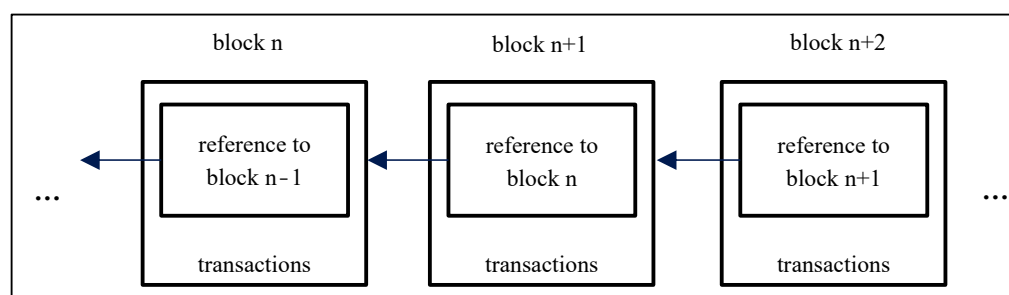 block n
block n+1
block n+2
reference to
block n-1
reference to
block n
reference to
block n+1
...
...
transactions
transactions
transactions